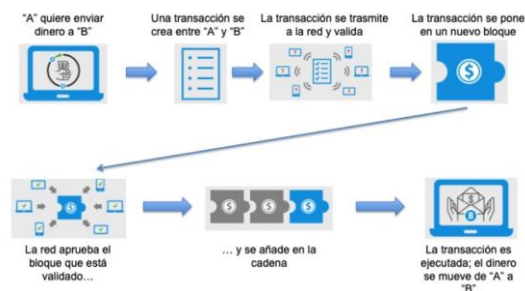 "A" quiere enviar
dinero a "B"
Una transacción se
crea entre "A" y "B"
La transacción se trasmite
a la red y valida
La transacción se pone
en un nuevo bloque
La red aprueba el
bloque que está
validado...
... y se añade en la
cadena
La transacción es
ejecutada; el dinero
se mueve de "A" a
"B"